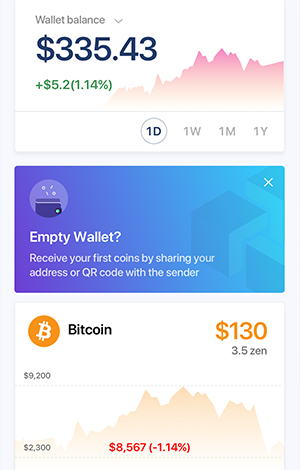 Wallet balance
$335.43
+$5.2(1.14%)
1D 1W 1M 1Y
Empty Wallet?
Receive your first coins by sharing your
address or QR code with the sender
Bitcoin
$130
3.5 zen
$9,200
$2,300
$8,567 (-1.14%)